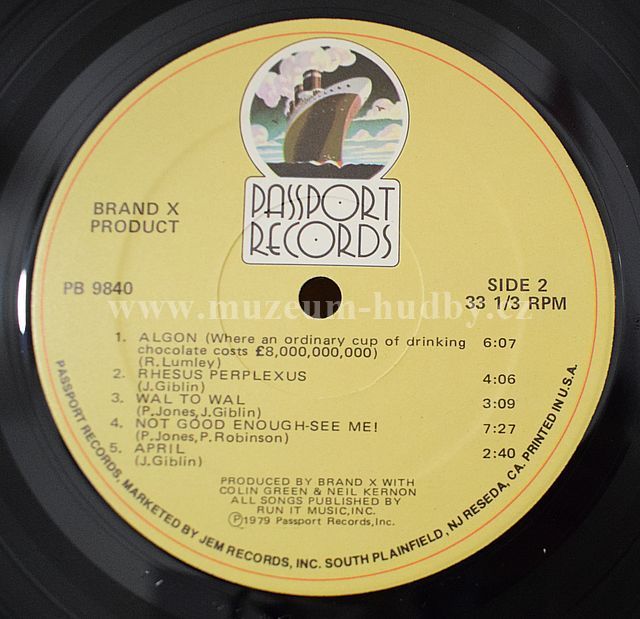 PASSPORT
RECORDS
BRAND X
PRODUCT
PB 9840
SIDE 2
33 1/3 RPM
www.muzeum-hudby.cz
1. ALGON (Where an ordinary cup of drinking 6:07
chocolate costs £8,000,000,000)
(R.Lumley)
2. RHESUS PERPLEXUS 4:06
(J.Giblin)
3. WAL TO WAL 3:09
(P.Jones,J.Giblin)
4. NOT GOOD ENOUGH-SEE ME! 7:27
(P.Jones,P.Robinson)
5. APRIL 2:40
(J.Giblin)
PRODUCED BY BRAND X WITH
COLIN GREEN & NEIL KERNON
ALL SONGS PUBLISHED BY
RUN IT MUSIC,INC.
Ⓟ1979 Passport Records,Inc.
PASSPORT RECORDS, MARKETED BY JEM RECORDS, INC. SOUTH PLAINFIELD, NJ RESEDA, CA. PRINTED IN U.S.A.